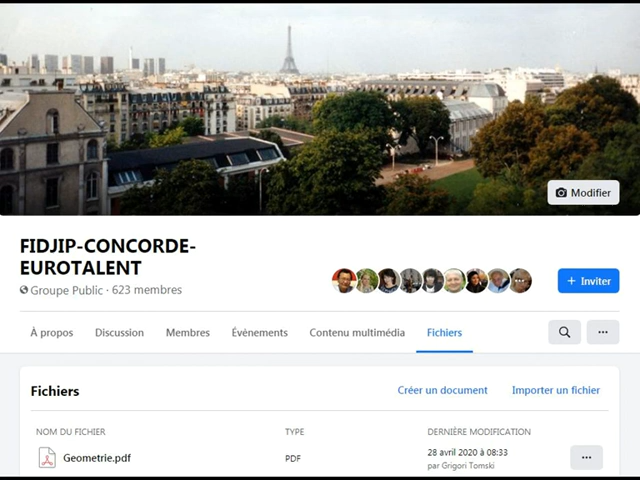 Modifier
FIDJIP-CONCORDE-
EUROTALENT
Groupe Public · 623 membres
+ Inviter
À propos
Discussion
Membres
Évènements
Contenu multimédia
Fichiers
...
Fichiers
Créer un document
Importer un fichier
NOM DU FICHIER
TYPE
DERNIÈRE MODIFICATION
Geometrie.pdf
PDF
28 avril 2020 à 08:33
par Grigori Tomski
...